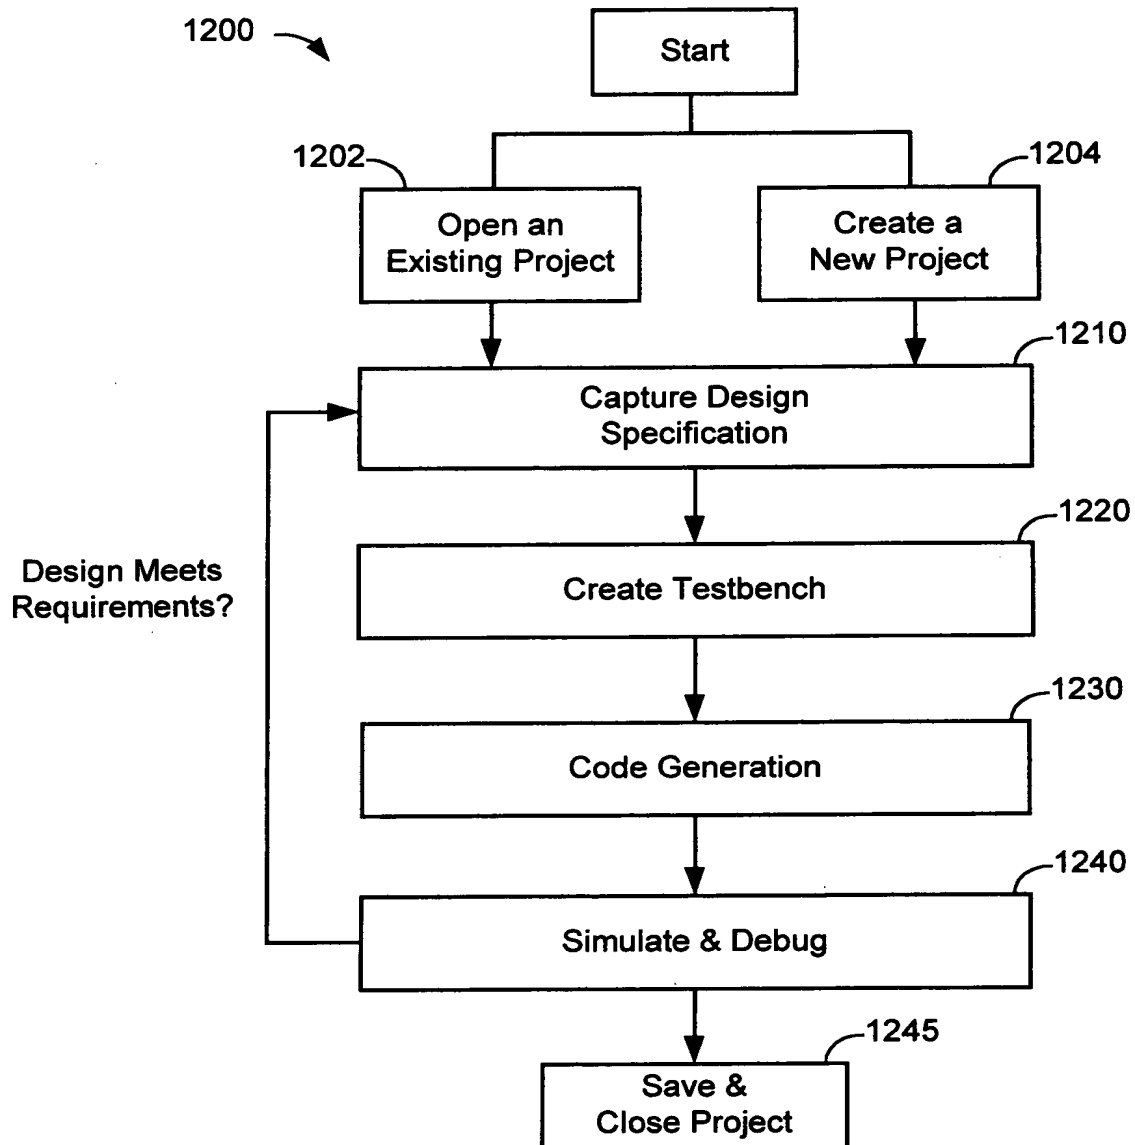 1200
Start
1202
1204
Open an
Existing Project
Create a
New Project
1210
Capture Design
Specification
1220
Design Meets
Requirements?
Create Testbench
1230
Code Generation
1240
Simulate & Debug
1245
Save &
Close Project